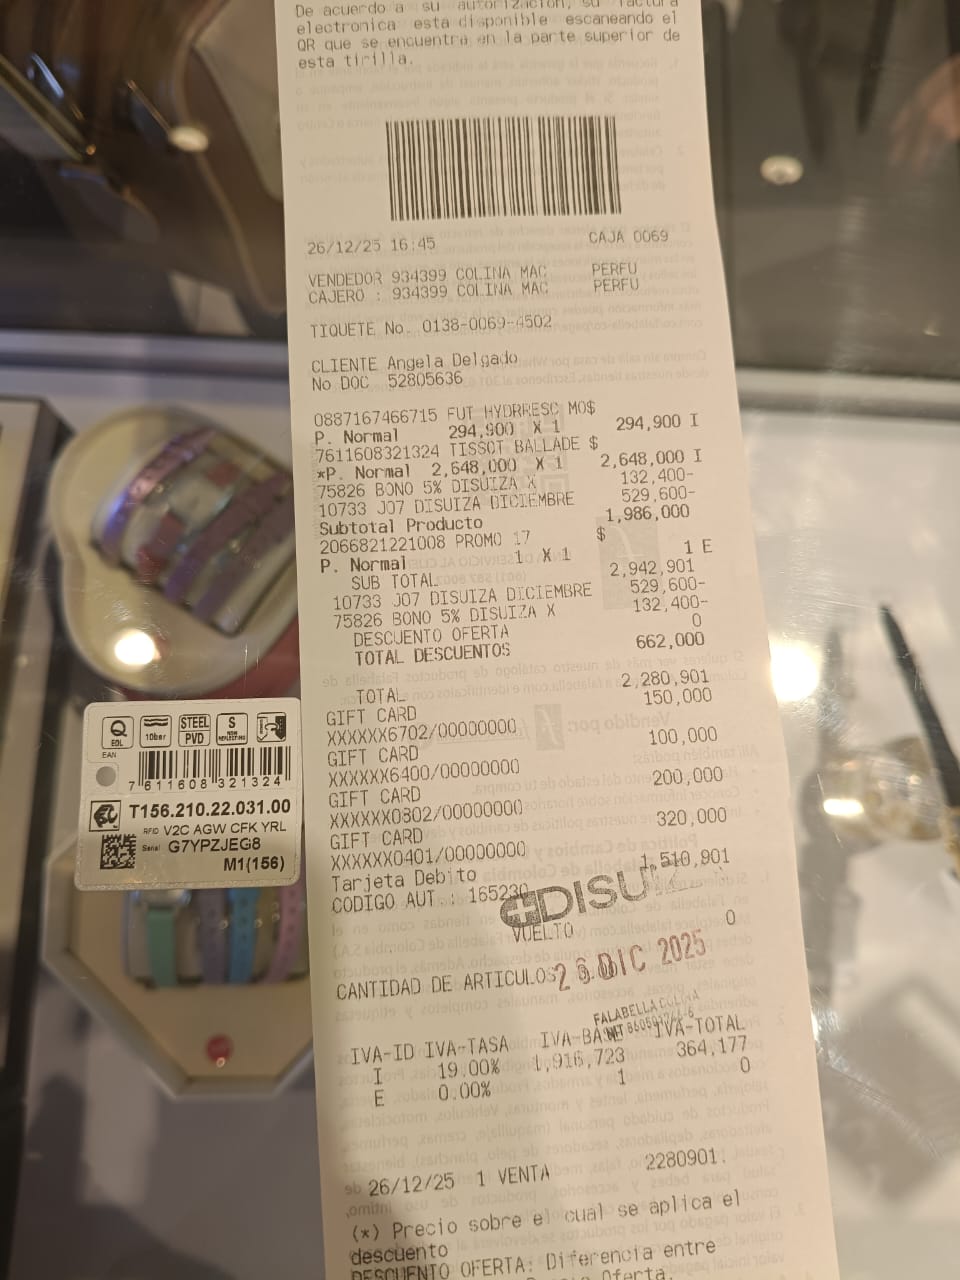 De acuerdo a su autorizacion, su factura
electronica esta disponible escaneando el
QR que se encuentra en la parte superior de
esta tirilla.
26/12/25 16:45 CAJA 0069
VENDEDOR 934399 COLINA MAC PERFU
CAJERO : 934399 COLINA MAC PERFU
TIQUETE No. 0138-0069-4502
CLIENTE Angela Delgado
No DOC 52805636
0887167466715 FUT HYDRRESC MO$
P. Normal 294,900 X 1 294,900 I
7611608321324 TISSOT BALLADE $
*P. Normal 2,648,000 X 1 2,648,000 I
75826 BONO 5% DISUIZA X 132,400-
10733 J07 DISUIZA DICIEMBRE 529,600-
Subtotal Producto 1,986,000
2066821221008 PROMO 17 $
P. Normal 1 X 1 1 E
SUB TOTAL 2,942,901
10733 J07 DISUIZA DICIEMBRE 529,600-
75826 BONO 5% DISUIZA X 132,400-
DESCUENTO OFERTA 0
TOTAL DESCUENTOS 662,000
TOTAL 2,280,901
GIFT CARD 150,000
XXXXXX6702/00000000
GIFT CARD 100,000
XXXXXX6400/00000000
GIFT CARD 200,000
XXXXXX0302/00000000
GIFT CARD 320,000
XXXXXX0401/00000000
Tarjeta Debito 1,510,901
CODIGO AUT.: 165230
DISUIZ
VUELTO 0
CANTIDAD DE ARTICULOS
26 DIC 2025
FALABELLA COLINA
NIT
IVA-ID IVA-TASA IVA-BASE IVA-TOTAL
I 19.00% 1,916,723 364,177
E 0.00% 1 0
26/12/25 1 VENTA 2280901.
(*) Precio sobre el cual se aplica el
descuento
DESCUENTO OFERTA: Diferencia entre
Oferta.
Q
EOL
10bar
STEEL
PVD
S
NON
REFLECTING
EAN
7 611608 321324
T156.210.22.031.00
RFID V2C AGW CFK YRL
Serial G7YPZJEG8
M1(156)